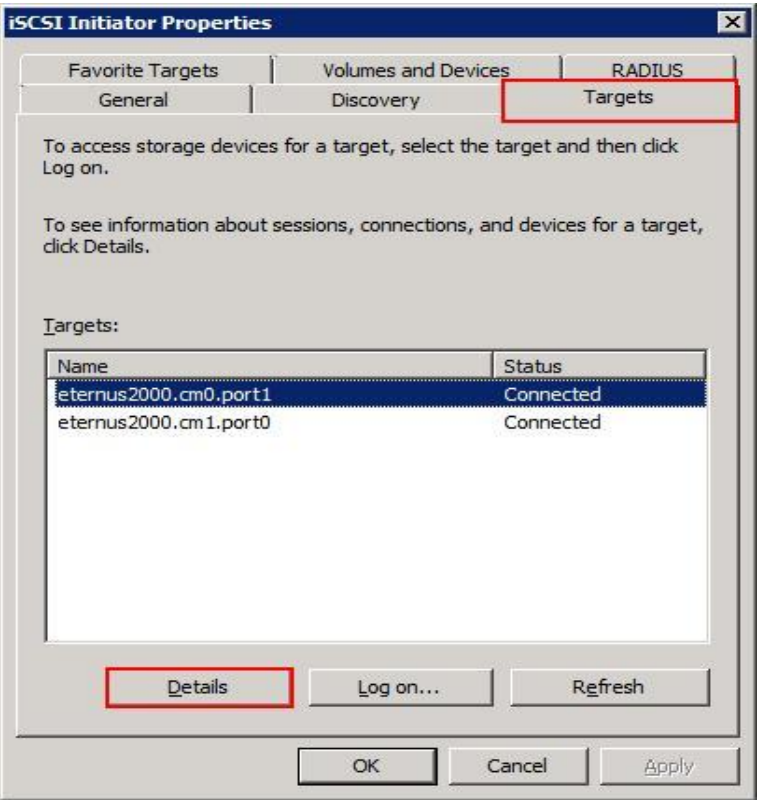 iSCSI Initiator Properties
Favorite Targets
Volumes and Devices
RADIUS
General
Discovery
Targets
To access storage devices for a target, select the target and then click
Log on.
To see information about sessions, connections, and devices for a target,
click Details.
Targets:
Name Status
eternus2000.cm0.port1 Connected
eternus2000.cm1.port0 Connected
Details
Log on...
Refresh
OK
Cancel
Apply